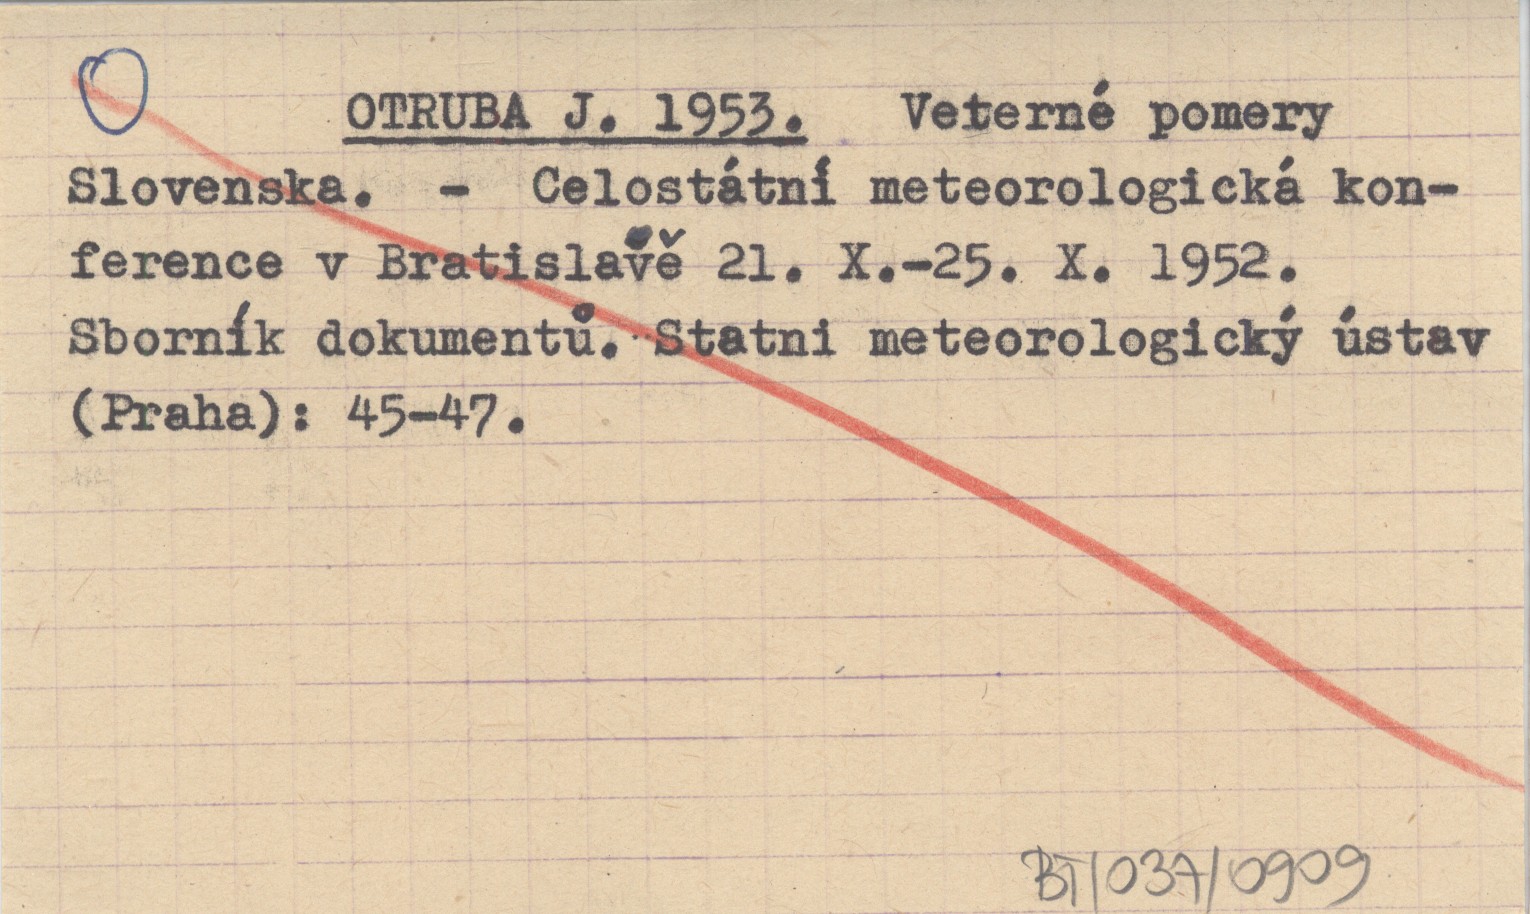 OTRUBA J. 1953. Veterné pomery
Slovenska. - Celostátní meteorologická kon-
ference v Bratislavě 21. X.-25. X. 1952.
Sborník dokumentů. Statni meteorologický ústav
(Praha): 45-47.
BT/037/0909